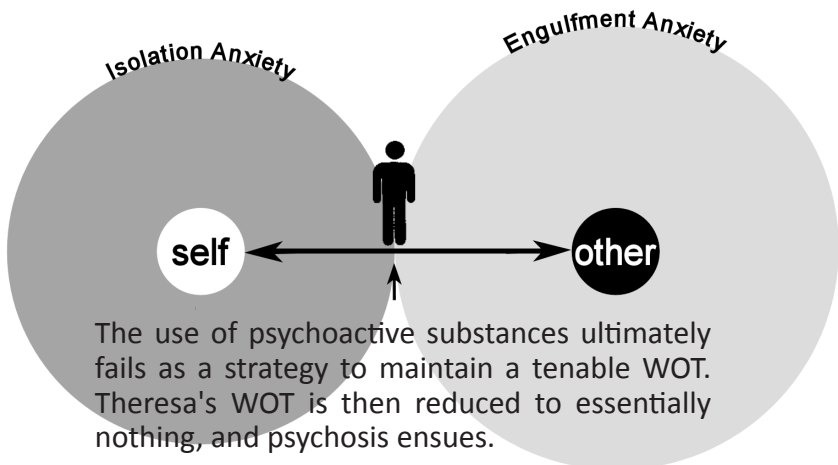 Isolation Anxiety
Engulfment Anxiety
self
other
The use of psychoactive substances ultimately
fails as a strategy to maintain a tenable WOT.
Theresa's WOT is then reduced to essentially
nothing, and psychosis ensues.